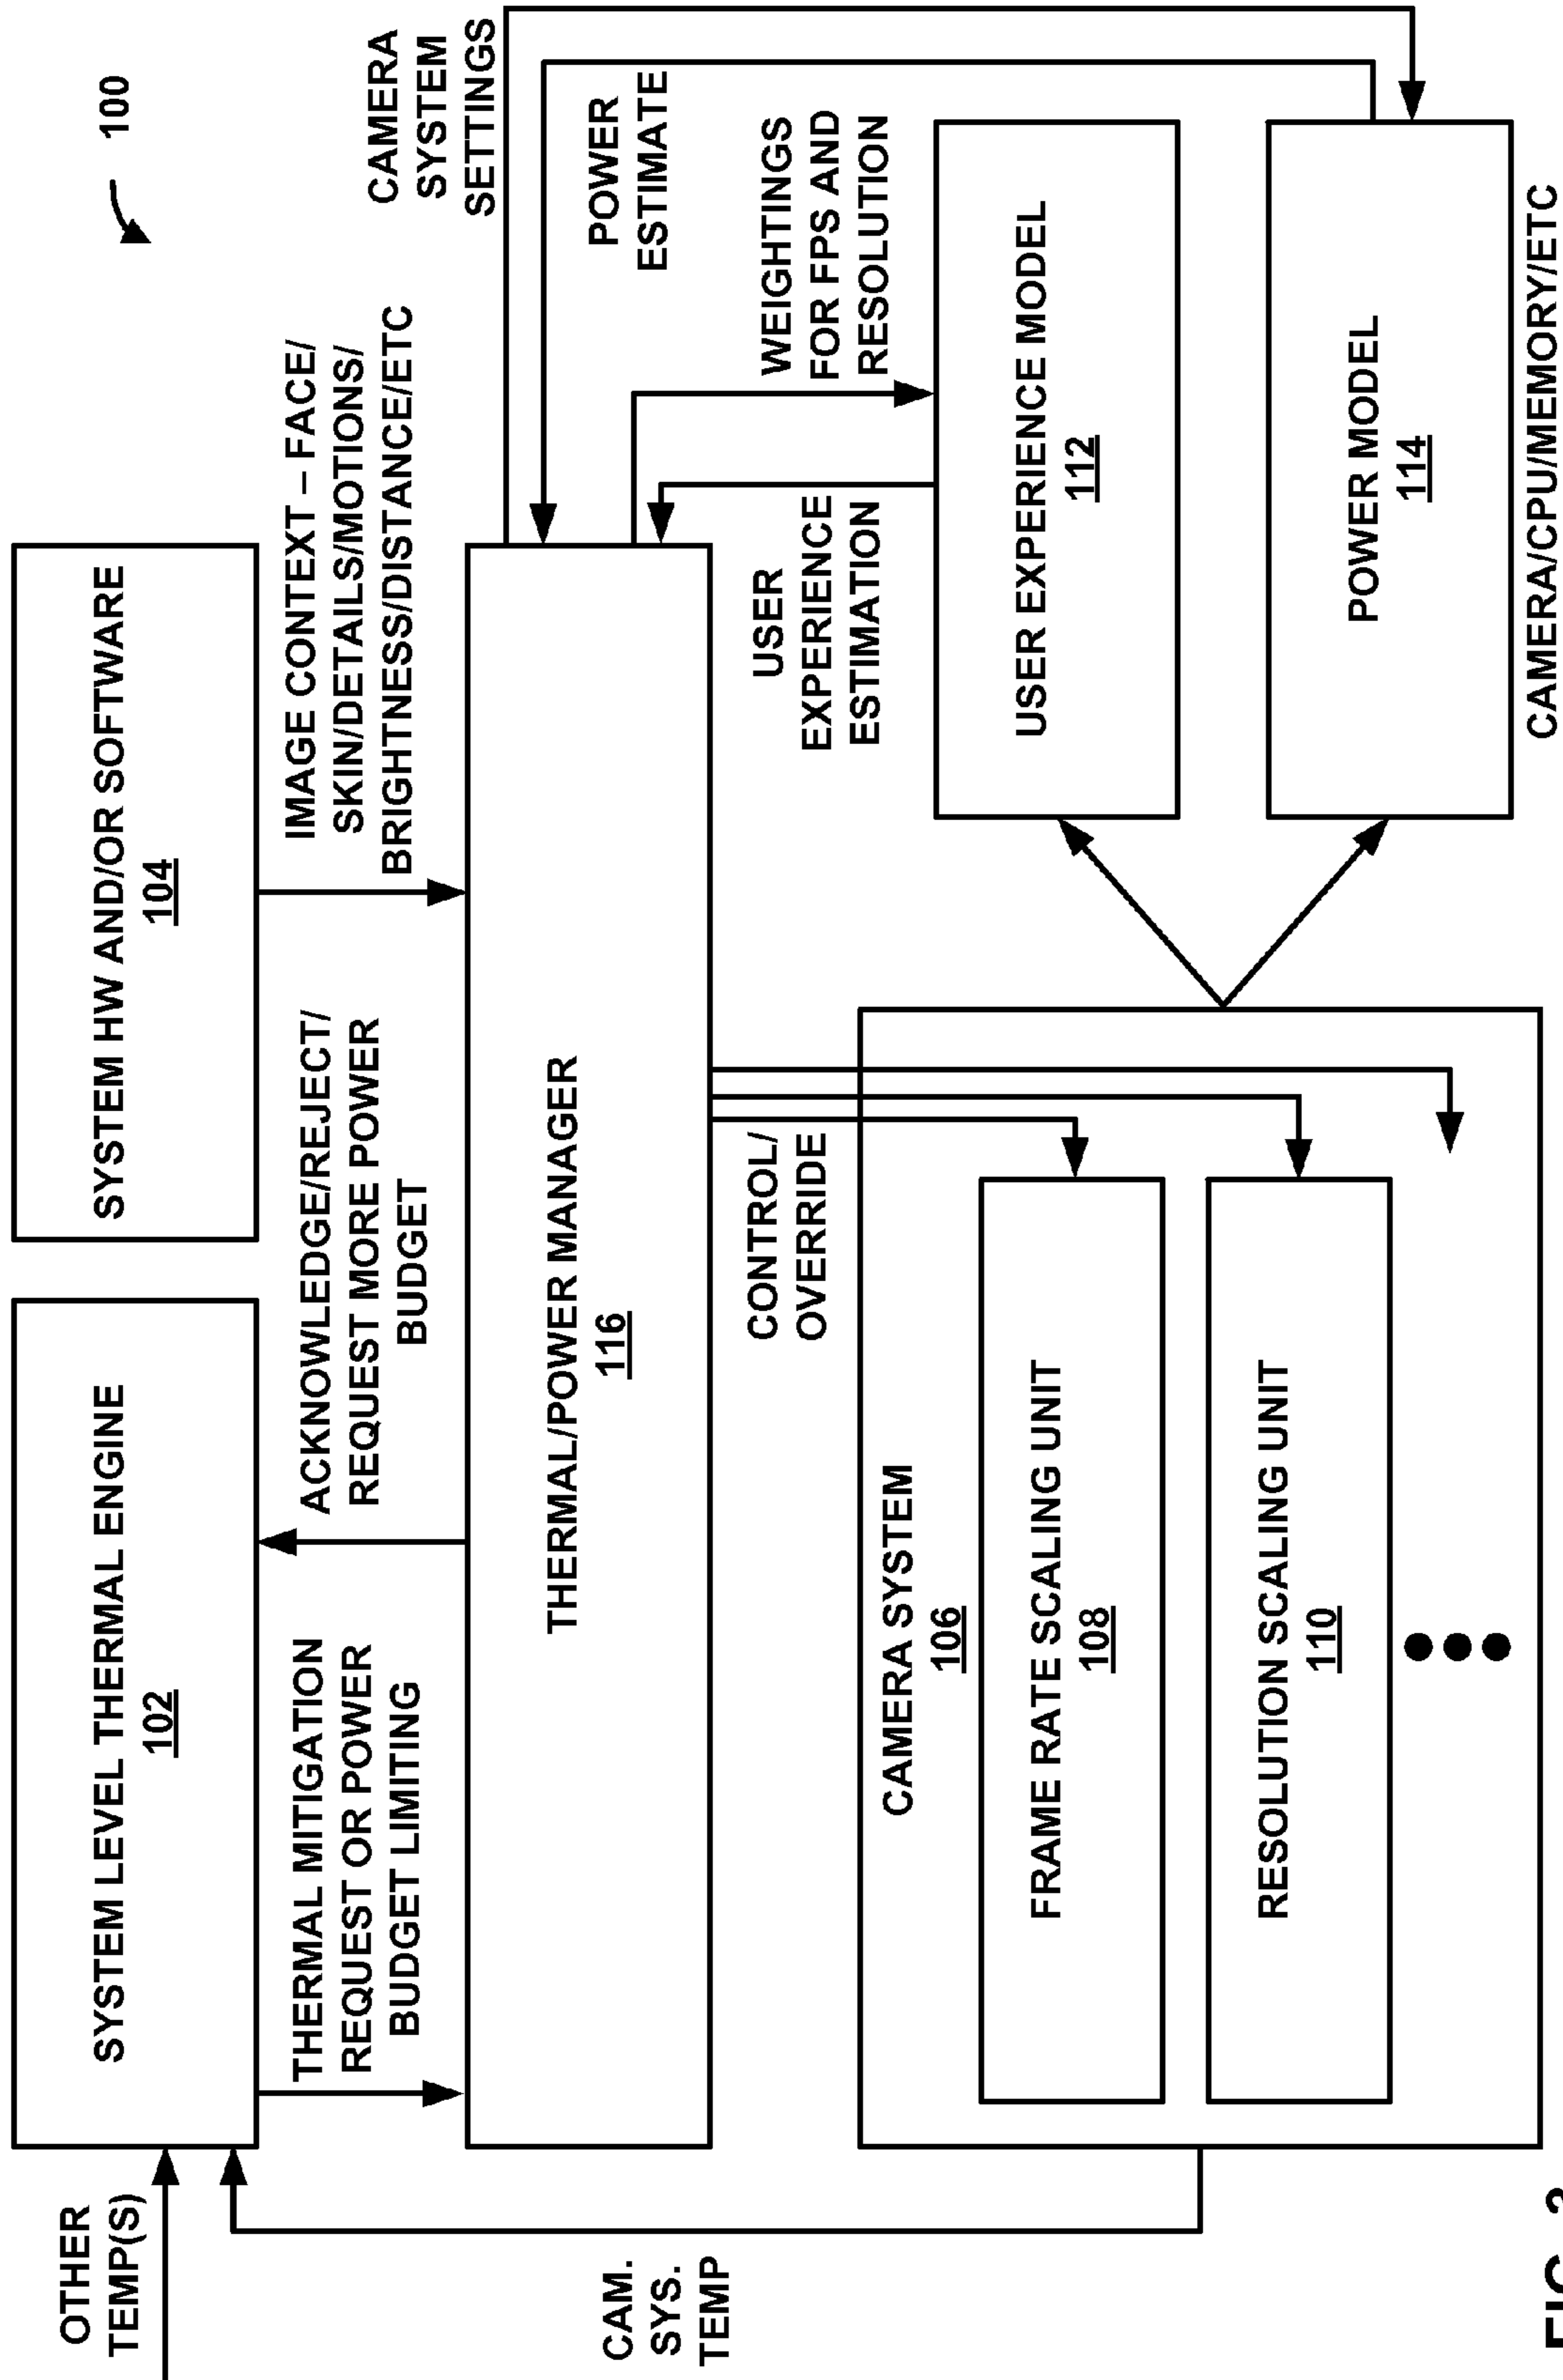 100
OTHER
TEMP(S)
SYSTEM LEVEL THERMAL ENGINE
102
SYSTEM HW AND/OR SOFTWARE
104
THERMAL MITIGATION
REQUEST OR POWER
BUDGET LIMITING
ACKNOWLEDGE/REJECT/
REQUEST MORE POWER
BUDGET
IMAGE CONTEXT – FACE/
SKIN/DETAILS/MOTIONS/
BRIGHTNESS/DISTANCE/ETC
CAMERA
SYSTEM
SETTINGS
THERMAL/POWER MANAGER
116
POWER
ESTIMATE
CAM.
SYS.
TEMP
CONTROL/
OVERRIDE
USER
EXPERIENCE
ESTIMATION
WEIGHTINGS
FOR FPS AND
RESOLUTION
CAMERA SYSTEM
106
FRAME RATE SCALING UNIT
108
RESOLUTION SCALING UNIT
110
USER EXPERIENCE MODEL
112
POWER MODEL
114
CAMERA/CPU/MEMORY/ETC
FIG.